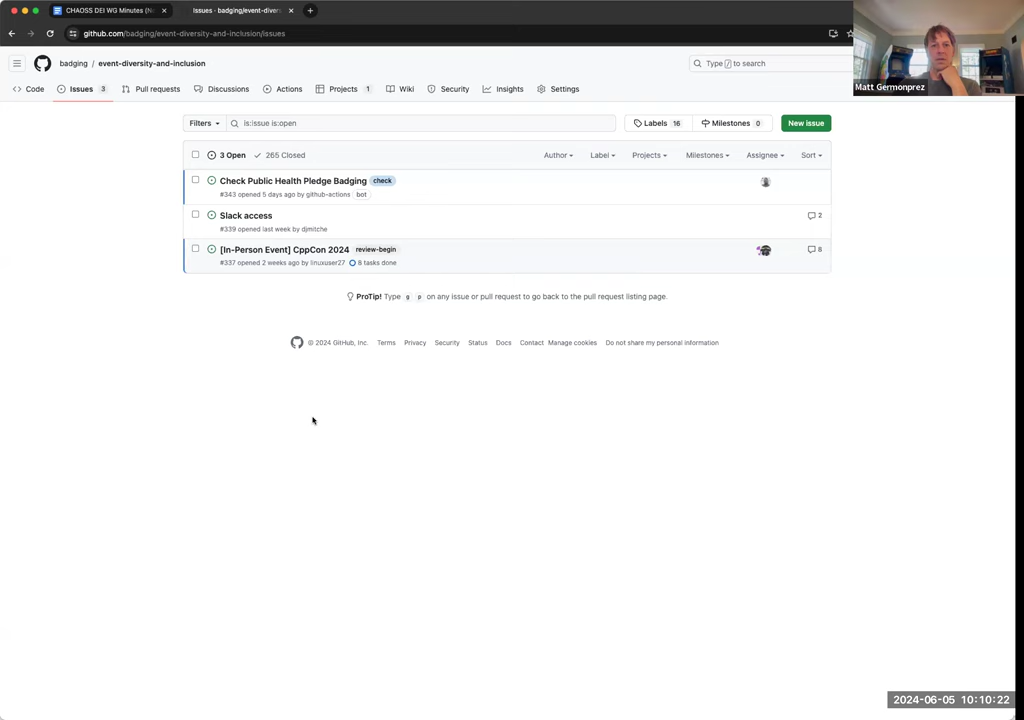 CHAOSS DEI WG Minutes (N
Issues · badging/event-divers
github.com/badging/event-diversity-and-inclusion/issues
badging / event-diversity-and-inclusion
Type / to search
Matt Germonprez
Code Issues 3 Pull requests Discussions Actions Projects 1 Wiki Security Insights Settings
Filters is:issue is:open Labels 16 Milestones 0 New issue
3 Open 265 Closed Author Label Projects Milestones Assignee Sort
Check Public Health Pledge Badging check
#343 opened 5 days ago by github-actions bot
Slack access 2
#339 opened last week by djmitche
[In-Person Event] CppCon 2024 review-begin 8
#337 opened 2 weeks ago by linuxuser27 8 tasks done
ProTip! Type g p on any issue or pull request to go back to the pull request listing page.
© 2024 GitHub, Inc. Terms Privacy Security Status Docs Contact Manage cookies Do not share my personal information
2024-06-05 10:10:22